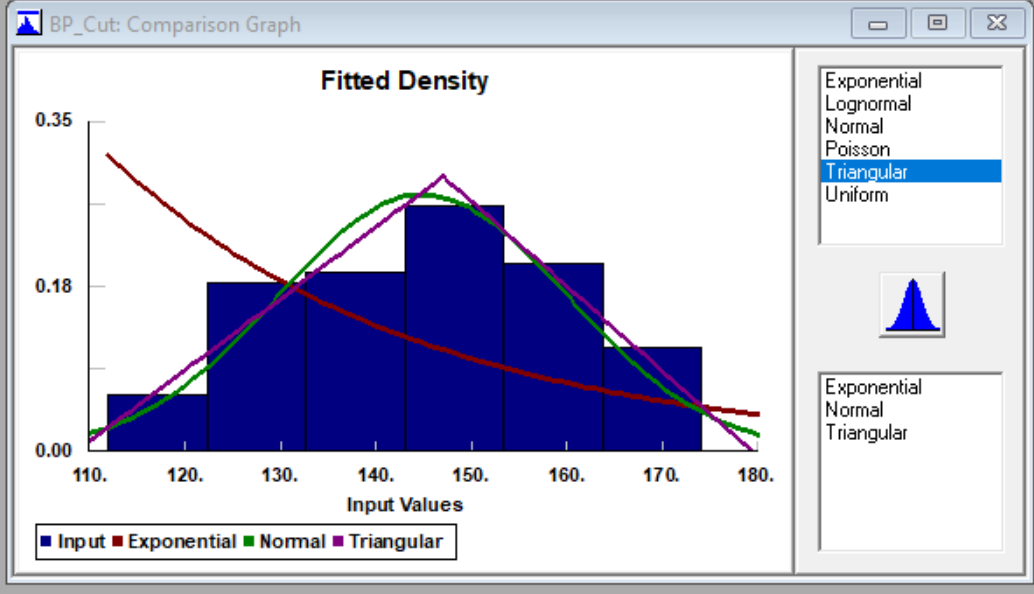 BP_Cut: Comparison Graph
Fitted Density
0.35
0.18
0.00
110. 120. 130. 140. 150. 160. 170. 180.
Input Values
Input Exponential Normal Triangular
Exponential
Lognormal
Normal
Poisson
Triangular
Uniform
Exponential
Normal
Triangular